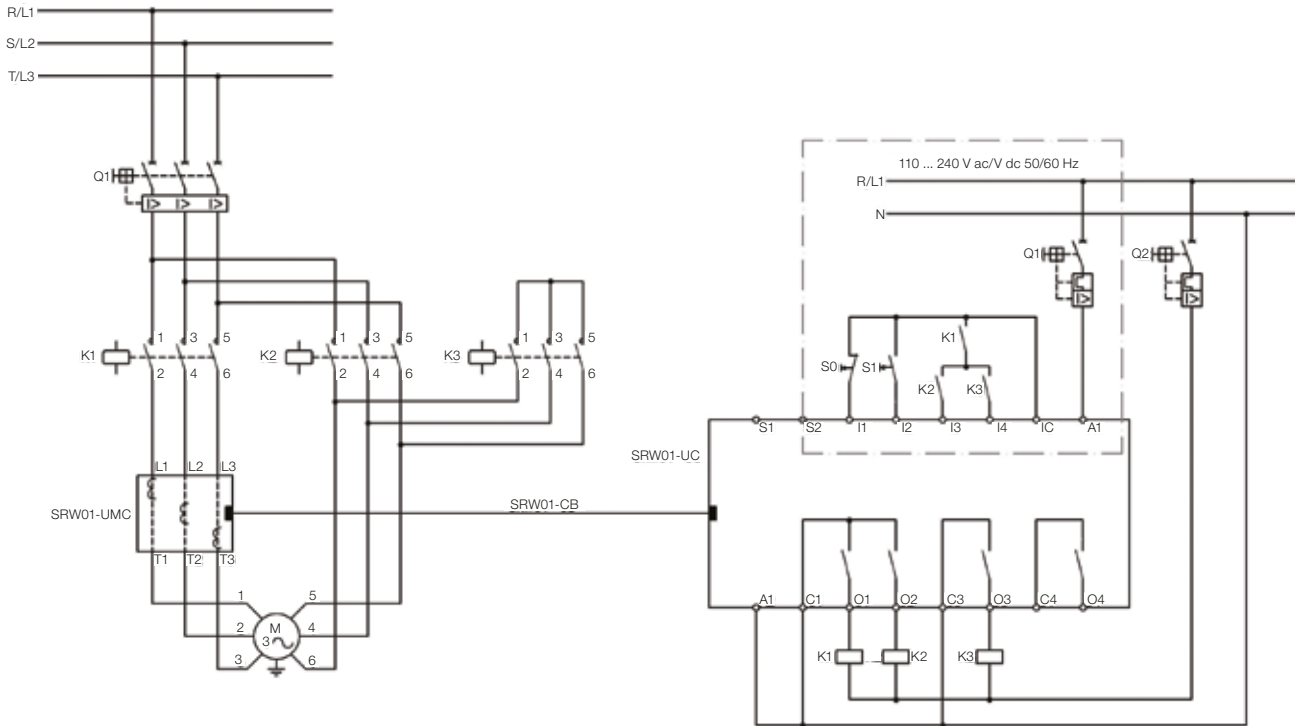 R/L1
S/L2
T/L3
Q1
I> I> I>
1 3 5
K1
2 4 6
1 3 5
K2
2 4 6
1 3 5
K3
2 4 6
L1 L2 L3
SRW01-UMC
T1 T2 T3
SRW01-CB
1 5
2 M 4
3
3 6
110 ... 240 V ac/V dc 50/60 Hz
R/L1
N
Q1 Q2
I> I>
K1
S0 S1
K2 K3
S1 S2 I1 I2 I3 I4 IC A1
SRW01-UC
A1 C1 O1 O2 C3 O3 C4 O4
K1 K2 K3